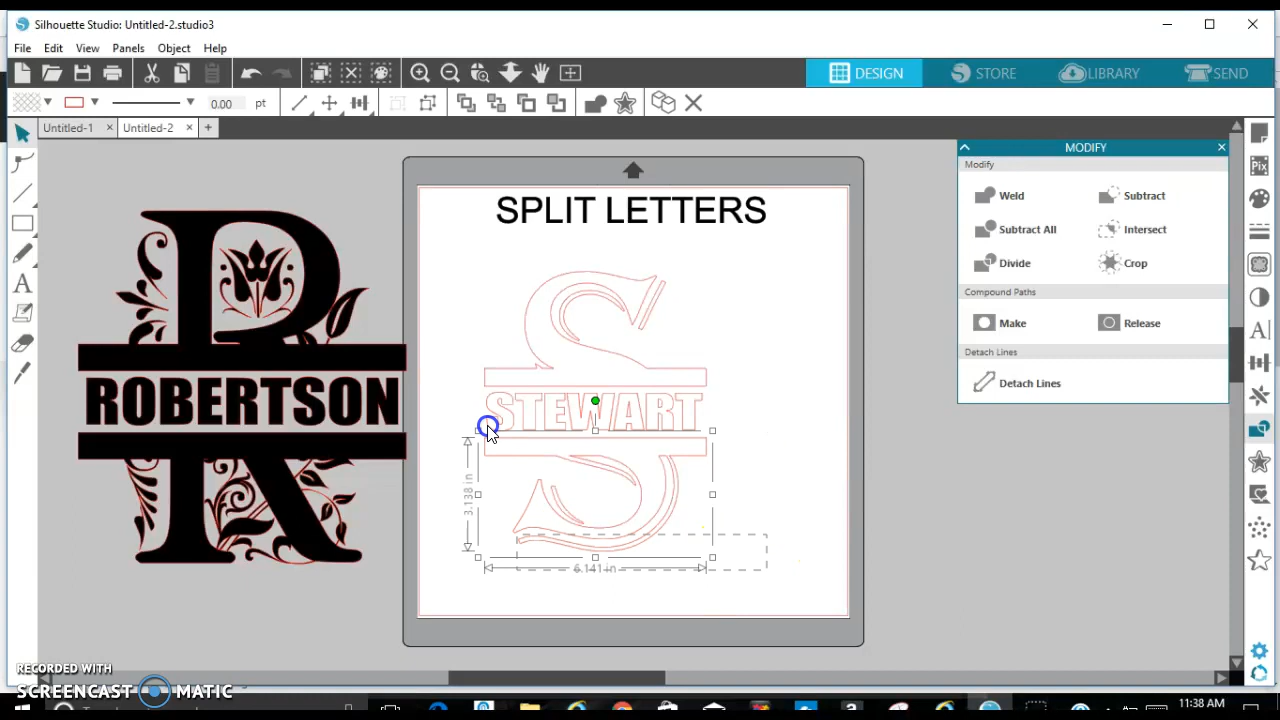 Silhouette Studio: Untitled-2.studio3
File Edit View Panels Object Help
DESIGN STORE LIBRARY SEND
0.00 pt
Untitled-1 × Untitled-2 × +
MODIFY
Modify
Weld Subtract
Subtract All Intersect
Divide Crop
Compound Paths
Make Release
Detach Lines
Detach Lines
SPLIT LETTERS
R
ROBERTSON
S
STEWART
3.138 in
6.141 in
RECORDED WITH
SCREENCAST MATIC
11:38 AM